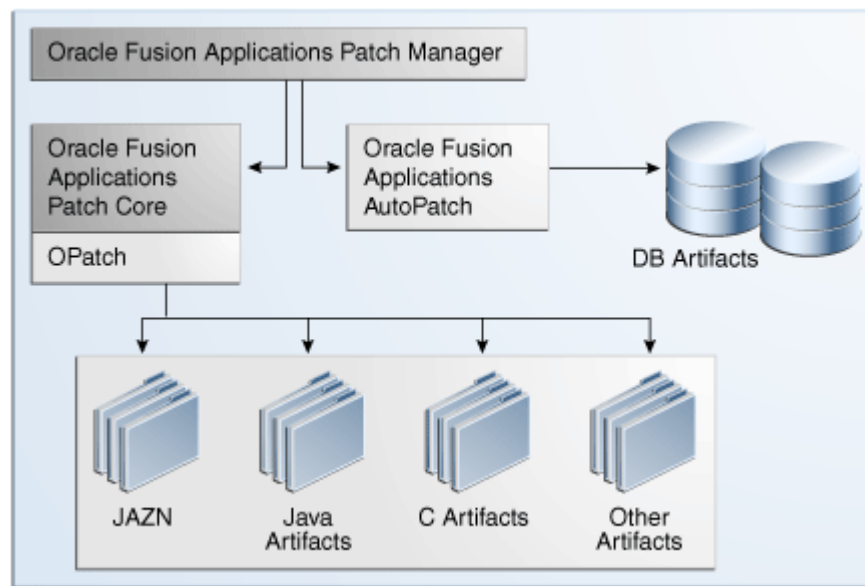 Oracle Fusion Applications Patch Manager
Oracle Fusion
Applications
Patch Core
OPatch
Oracle Fusion
Applications
AutoPatch
DB Artifacts
JAZN
Java
Artifacts
C Artifacts
Other
Artifacts